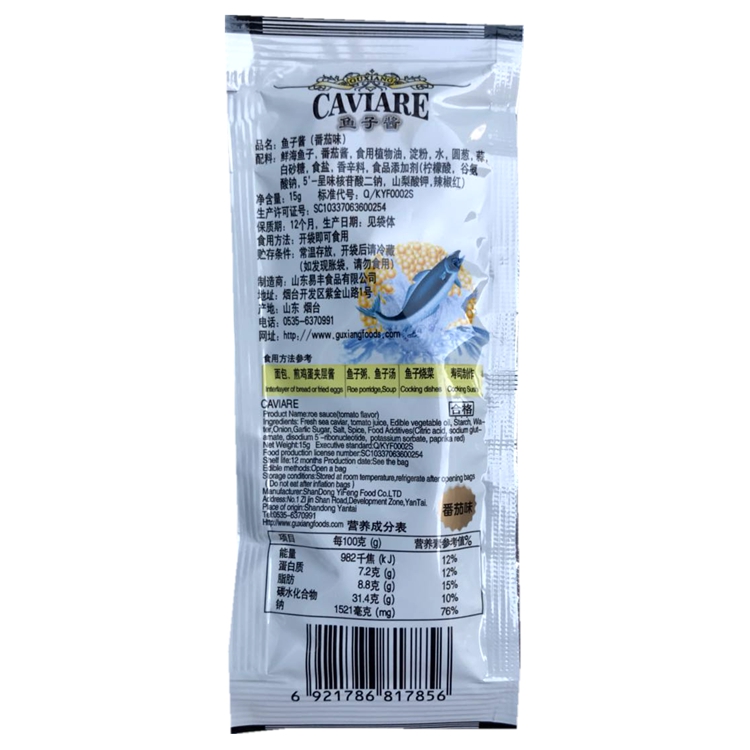 GUXIANG
CAVIARE
鱼子酱
品名：鱼子酱（番茄味）
配料：鲜海鱼子，番茄酱，食用植物油，淀粉，水，圆葱，蒜，
白砂糖，食盐，香辛料，食品添加剂(柠檬酸，谷氨
酸钠，5'-呈味核苷酸二钠，山梨酸钾,辣椒红)
净含量：15g 标准代号：Q/KYF0002S
生产许可证号：SC10337063600254
保质期：12个月，生产日期：见袋体
食用方法：开袋即可食用
贮存条件：常温存放，开袋后请冷藏
（如发现胀袋，请勿食用）
制造商：山东易丰食品有限公司
地址：烟台开发区紫金山路1号
产地：山东 烟台
电话：0535-6370991
网址：http://www.guxiangfoods.com
食用方法参考
面包、煎鸡蛋夹层酱 鱼子粥、鱼子汤 鱼子烧菜 寿司制作
Interlayer of bread or fried eggs Roe porridge,Soup Cooking dishes Cooking Sushi
CAVIARE
合格
Product Name:roe sauce(tomato flavor)
Ingredients: Fresh sea caviar, tomato juice, Edible vegetable oil, Starch, Wa-
ter,Onion,Garlic Sugar, Salt, Spice, Food Additives(Citric acid, sodium glut-
amate, disodium 5'-ribonucleotide, potassium sorbate, paprika red)
Net Weight:15g Executive standard:Q/KYF0002S
Food production license number:SC10337063600254
Shelf life:12 months Production date:See the bag
Edible methods:Open a bag
Storage conditions:Stored at room temperature,refrigerate after opening bags
( Do not eat after inflation bags )
Manufacturer:ShanDong YiFeng Food Co.LTD
Address:No.1 Zi jin Shan Road,Development Zone,YanTai.
Place of origin:Shandong Yantai
Tel:0535-6370991
Http://www.guxiangfoods.com
番茄味
营养成分表
项目 每100克 (g) 营养素参考值%
能量 982千焦 (kJ) 12%
蛋白质 7.2克 (g) 12%
脂肪 8.8克 (g) 15%
碳水化合物 31.4克 (g) 10%
钠 1521毫克 (mg) 76%
6 921786 817856